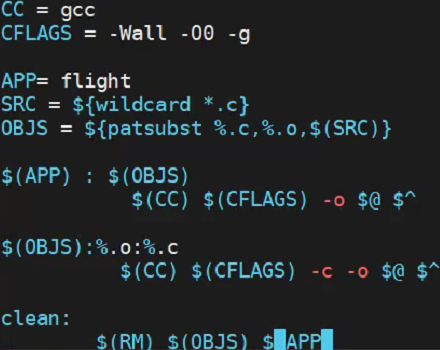 CC = gcc
CFLAGS = -Wall -O0 -g
APP= flight
SRC = ${wildcard *.c}
OBJS = ${patsubst %.c,%.o,$(SRC)}
$(APP) : $(OBJS)
$(CC) $(CFLAGS) -o $@ $^
$(OBJS):%.o:%.c
$(CC) $(CFLAGS) -c -o $@ $^
clean:
$(RM) $(OBJS) $(APP)